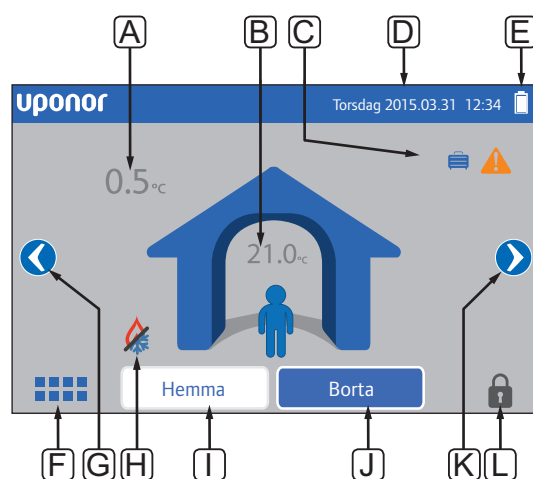 A B C D E
uponor Torsdag 2015.03.31 12:34
0.5°C
21.0°C
Hemma Borta
F G H I J K L